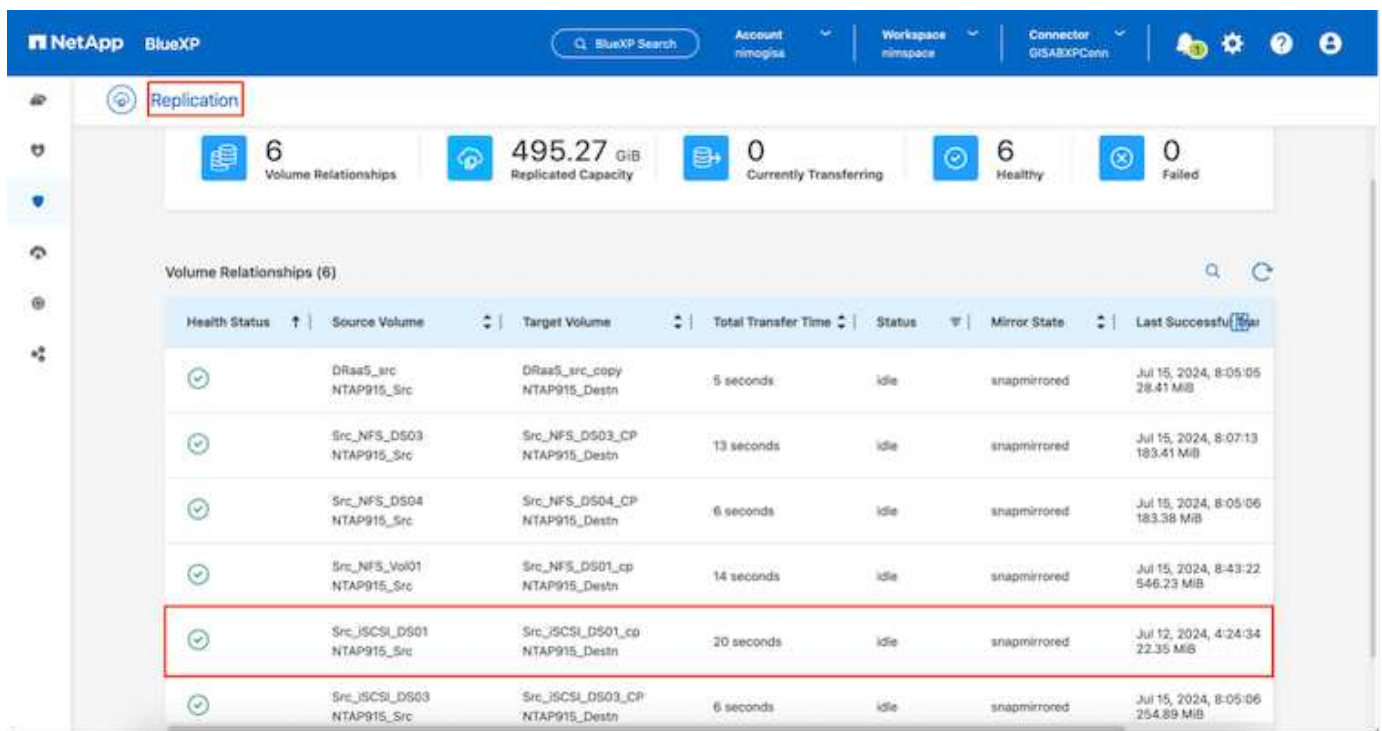 NetApp BlueXP BlueXP Search Account Workspace Connector
nimogisa nimspace GISABXPConn
Replication
6 495.27 GiB 0 6 0
Volume Relationships Replicated Capacity Currently Transferring Healthy Failed
Volume Relationships (6)
Health Status Source Volume Target Volume Total Transfer Time Status Mirror State Last Successful
DRaaS_src DRaaS_src_copy Jul 15, 2024, 8:05:05
5 seconds idle snapmirrored
NTAP915_Src NTAP915_Destn 28.41 MiB
Src_NFS_DS03 Src_NFS_DS03_CP Jul 15, 2024, 8:07:13
13 seconds idle snapmirrored
NTAP915_Src NTAP915_Destn 183.41 MiB
Src_NFS_DS04 Src_NFS_DS04_CP Jul 15, 2024, 8:05:06
6 seconds idle snapmirrored
NTAP915_Src NTAP915_Destn 183.38 MiB
Src_NFS_Vol01 Src_NFS_DS01_cp Jul 15, 2024, 8:43:22
14 seconds idle snapmirrored
NTAP915_Src NTAP915_Destn 546.23 MiB
Src_iSCSI_DS01 Src_iSCSI_DS01_cp Jul 12, 2024, 4:24:34
20 seconds idle snapmirrored
NTAP915_Src NTAP915_Destn 22.35 MiB
Src_iSCSI_DS03 Src_iSCSI_DS03_CP Jul 15, 2024, 8:05:06
6 seconds idle snapmirrored
NTAP915_Src NTAP915_Destn 254.89 MiB